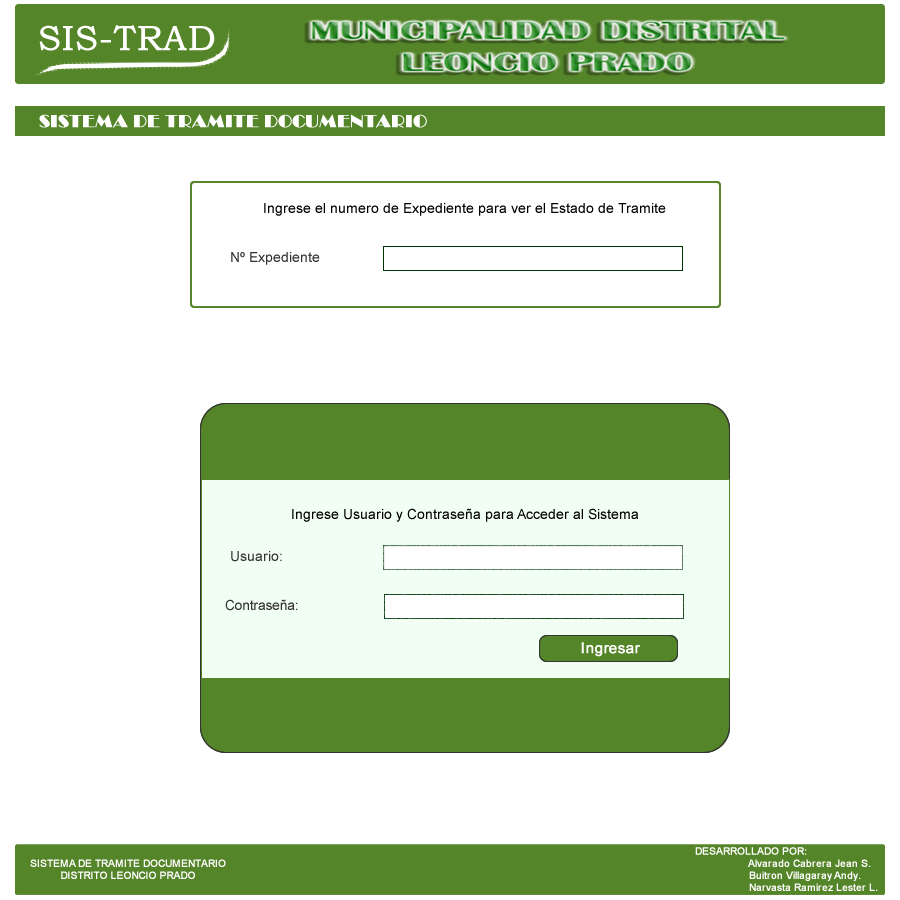 SIS-TRAD
MUNICIPALIDAD DISTRITAL
LEONCIO PRADO
SISTEMA DE TRAMITE DOCUMENTARIO
Ingrese el numero de Expediente para ver el Estado de Tramite
Nº Expediente
Ingrese Usuario y Contraseña para Acceder al Sistema
Usuario:
Contraseña:
Ingresar
SISTEMA DE TRAMITE DOCUMENTARIO
DISTRITO LEONCIO PRADO
DESARROLLADO POR:
Alvarado Cabrera Jean S.
Buitron Villagaray Andy.
Narvasta Ramirez Lester L.